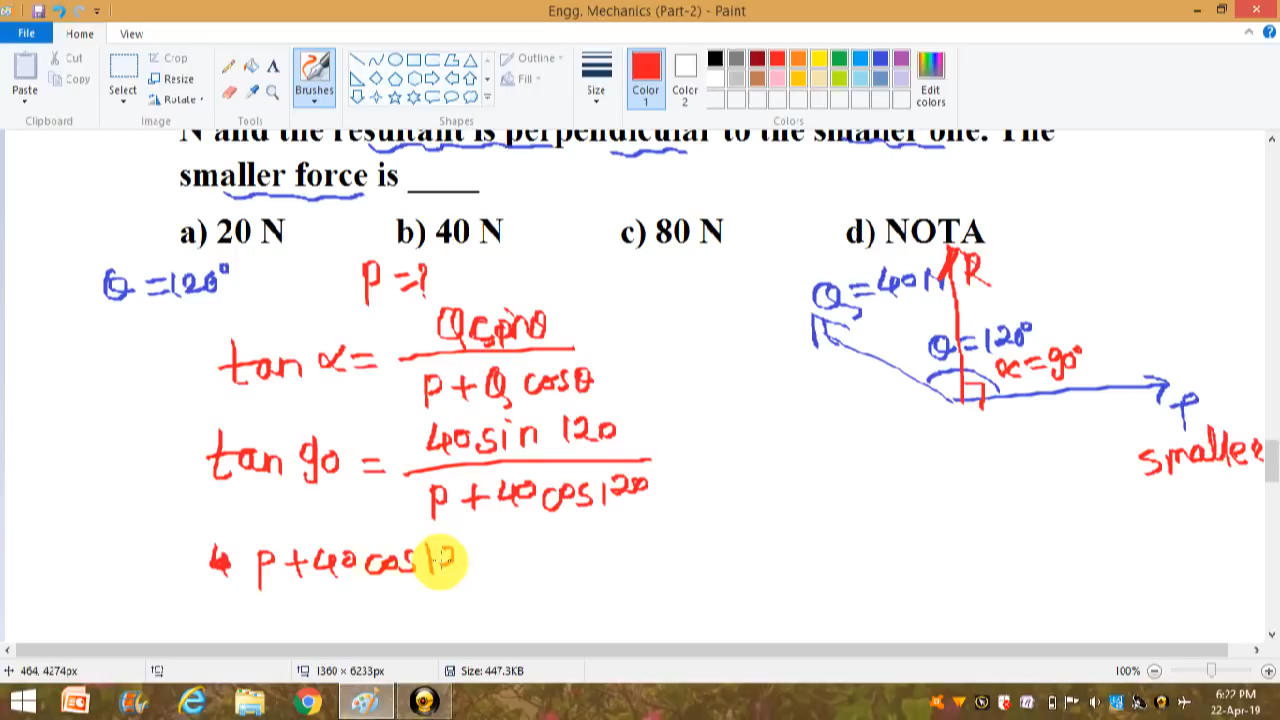 Engg. Mechanics (Part-2) - Paint
File Home View
Paste Cut Copy Select Crop Resize Rotate Brushes Outline Fill Size Color 1 Color 2 Edit colors
Clipboard Image Tools Shapes Colors
N and the resultant is perpendicular to the smaller one. The
smaller force is _____
a) 20 N b) 40 N c) 80 N d) NOTA
θ = 120° P = ? Q = 40 N R
tan α = Q sin θ / P + Q cos θ
θ = 120°
α = 90°
P
smaller
tan 90 = 40 sin 120 / P + 40 cos 120
P + 40 cos 12
464, 4274px 1360 × 6233px Size: 447.3KB 100%
6:22 PM
22-Apr-19